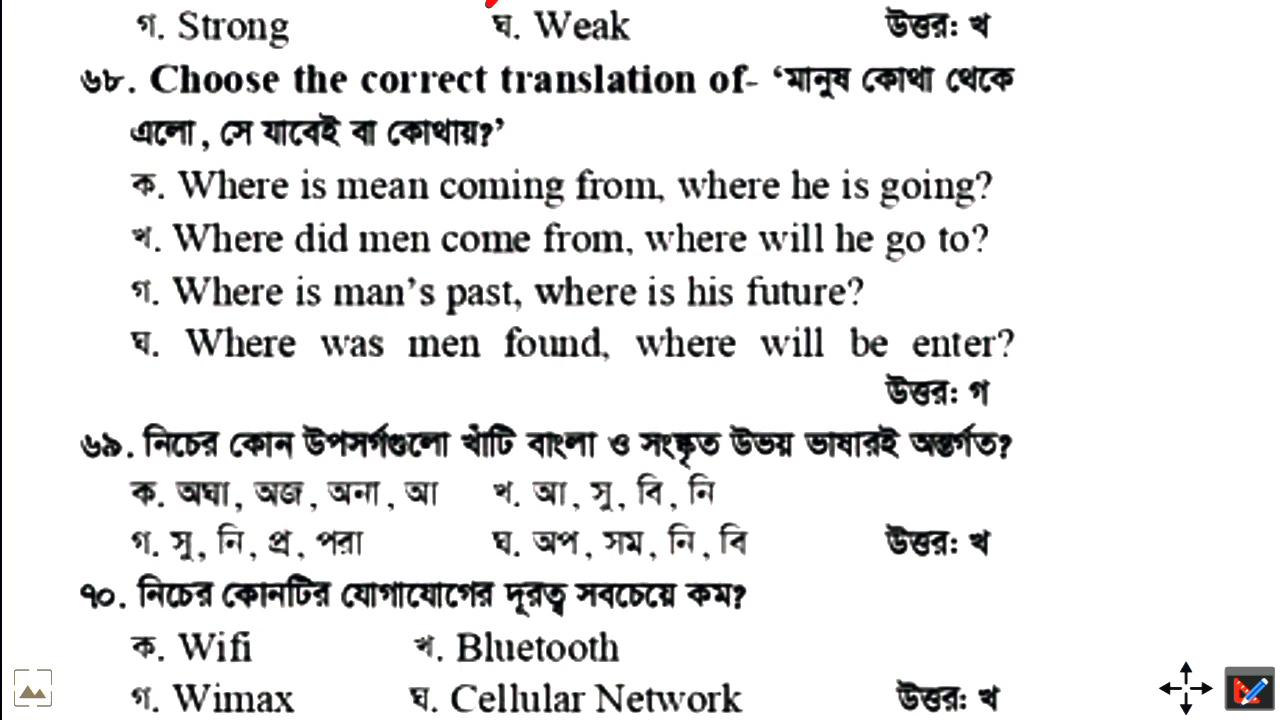 গ. Strong ঘ. Weak উত্তর: খ
৬৮. Choose the correct translation of- ‘মানুষ কোথা থেকে
এলো, সে যাবেই বা কোথায়?’
ক. Where is mean coming from, where he is going?
খ. Where did men come from, where will he go to?
গ. Where is man’s past, where is his future?
ঘ. Where was men found, where will be enter?
উত্তর: গ
৬৯. নিচের কোন উপসর্গগুলো খাঁটি বাংলা ও সংস্কৃত উভয় ভাষারই অন্তর্গত?
ক. অঘা, অজ, অনা, আ খ. আ, সু, বি, নি
গ. সু, নি, প্র, পরা ঘ. অপ, সম, নি, বি উত্তর: খ
৭০. নিচের কোনটির যোগাযোগের দূরত্ব সবচেয়ে কম?
ক. Wifi খ. Bluetooth
গ. Wimax ঘ. Cellular Network উত্তর: খ